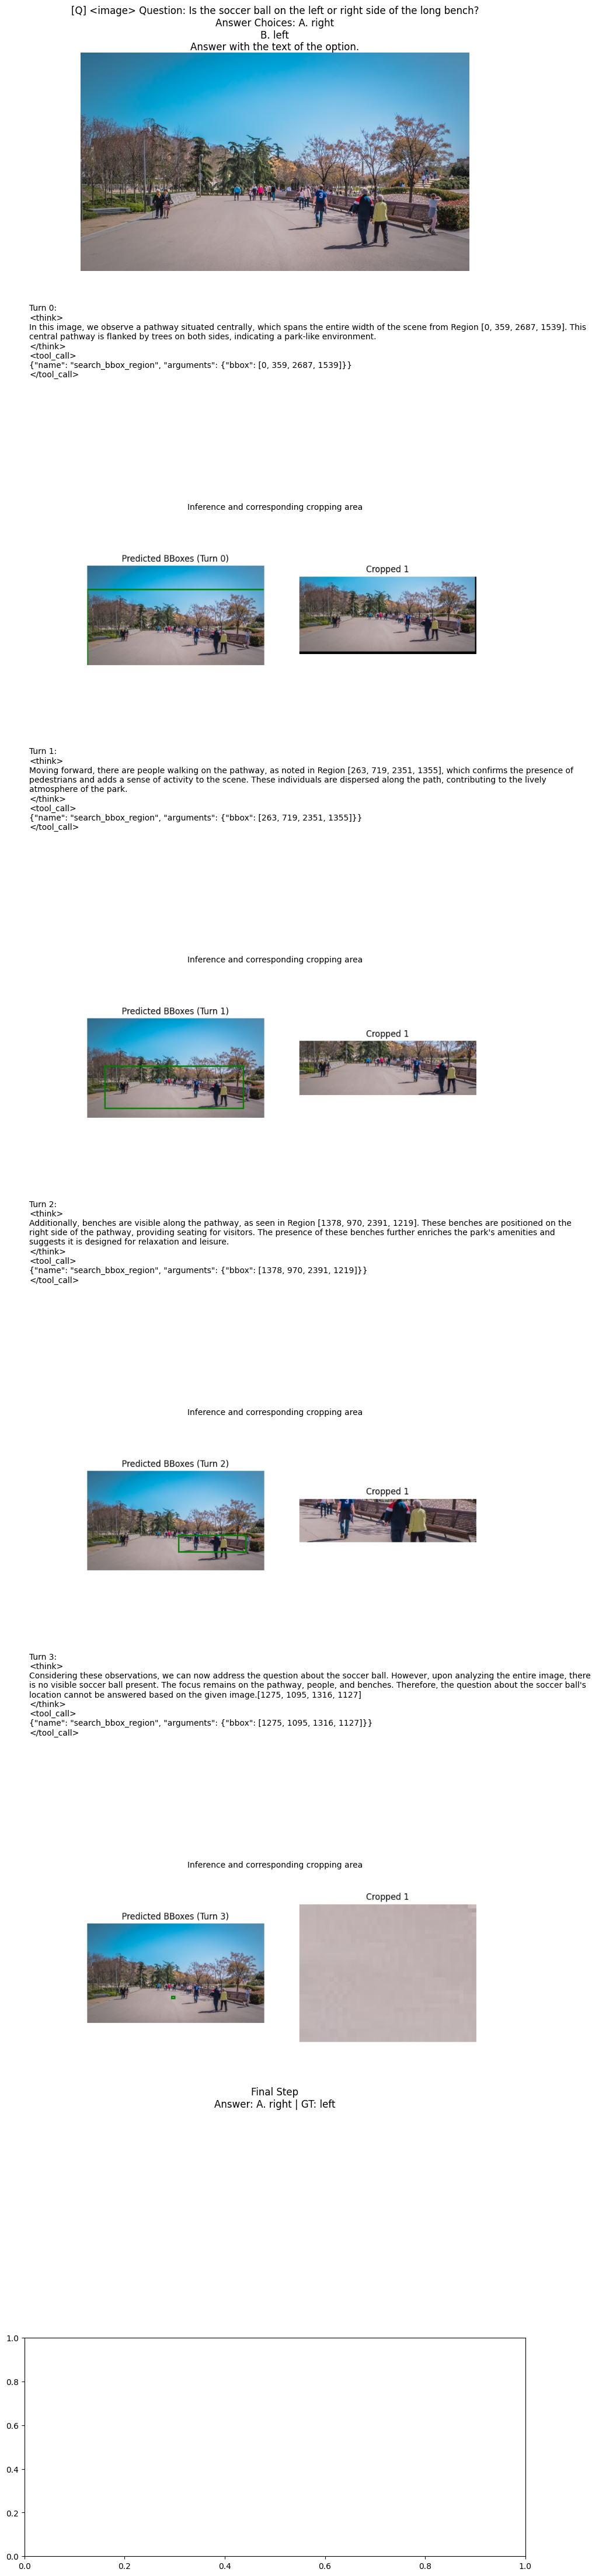 [Q] <image> Question: Is the soccer ball on the left or right side of the long bench?
Answer Choices: A. right
B. left
Answer with the text of the option.
Turn 0:
<think>
In this image, we observe a pathway situated centrally, which spans the entire width of the scene from Region [0, 359, 2687, 1539]. This
central pathway is flanked by trees on both sides, indicating a park-like environment.
</think>
<tool_call>
{"name": "search_bbox_region", "arguments": {"bbox": [0, 359, 2687, 1539]}}
</tool_call>
Inference and corresponding cropping area
Predicted BBoxes (Turn 0)
Cropped 1
Turn 1:
<think>
Moving forward, there are people walking on the pathway, as noted in Region [263, 719, 2351, 1355], which confirms the presence of
pedestrians and adds a sense of activity to the scene. These individuals are dispersed along the path, contributing to the lively
atmosphere of the park.
</think>
<tool_call>
{"name": "search_bbox_region", "arguments": {"bbox": [263, 719, 2351, 1355]}}
</tool_call>
Inference and corresponding cropping area
Predicted BBoxes (Turn 1)
Cropped 1
Turn 2:
<think>
Additionally, benches are visible along the pathway, as seen in Region [1378, 970, 2391, 1219]. These benches are positioned on the
right side of the pathway, providing seating for visitors. The presence of these benches further enriches the park's amenities and
suggests it is designed for relaxation and leisure.
</think>
<tool_call>
{"name": "search_bbox_region", "arguments": {"bbox": [1378, 970, 2391, 1219]}}
</tool_call>
Inference and corresponding cropping area
Predicted BBoxes (Turn 2)
Cropped 1
Turn 3:
<think>
Considering these observations, we can now address the question about the soccer ball. However, upon analyzing the entire image, there
is no visible soccer ball present. The focus remains on the pathway, people, and benches. Therefore, the question about the soccer ball's
location cannot be answered based on the given image.[1275, 1095, 1316, 1127]
</think>
<tool_call>
{"name": "search_bbox_region", "arguments": {"bbox": [1275, 1095, 1316, 1127]}}
</tool_call>
Inference and corresponding cropping area
Predicted BBoxes (Turn 3)
Cropped 1
Final Step
Answer: A. right | GT: left
1.0
0.8
0.6
0.4
0.2
0.0
0.0 0.2 0.4 0.6 0.8 1.0